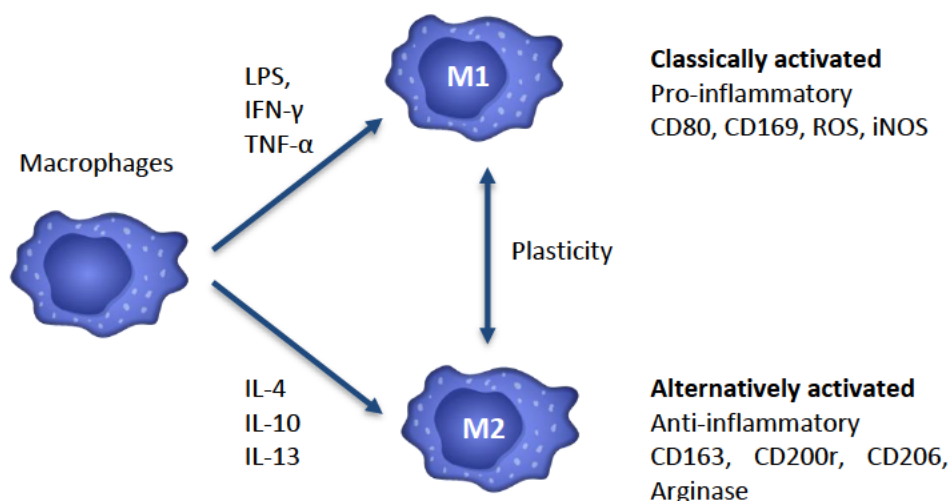 Macrophages
LPS,
IFN-γ
TNF-α
M1
Classically activated
Pro-inflammatory
CD80, CD169, ROS, iNOS
Plasticity
IL-4
IL-10
IL-13
M2
Alternatively activated
Anti-inflammatory
CD163, CD200r, CD206,
Arginase